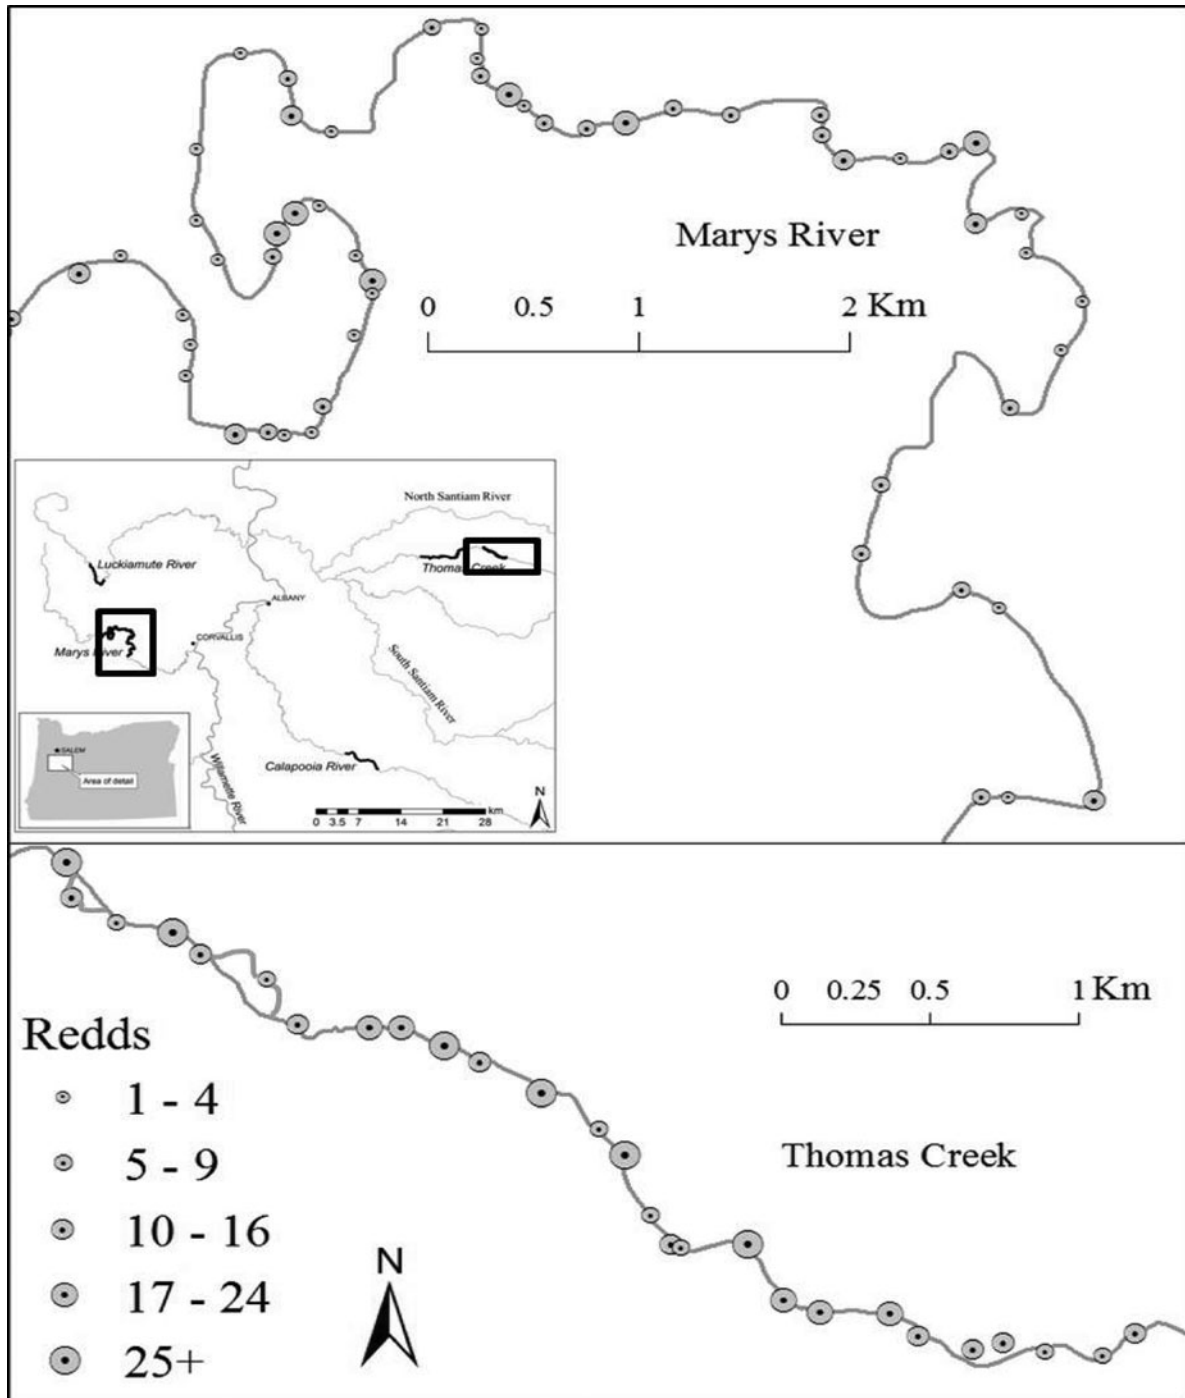 Marys River
0 0.5 1 2 Km
North Santiam River
Luckiamute River
Thomas Creek
ALBANY
CORVALLIS
Marys River
South Santiam River
SALEM
Area of detail
Calapooia River
Willamette River
N
km
0 3.5 7 14 21 28
0 0.25 0.5 1 Km
Redds
1 - 4
5 - 9
10 - 16
17 - 24
25+
Thomas Creek
N